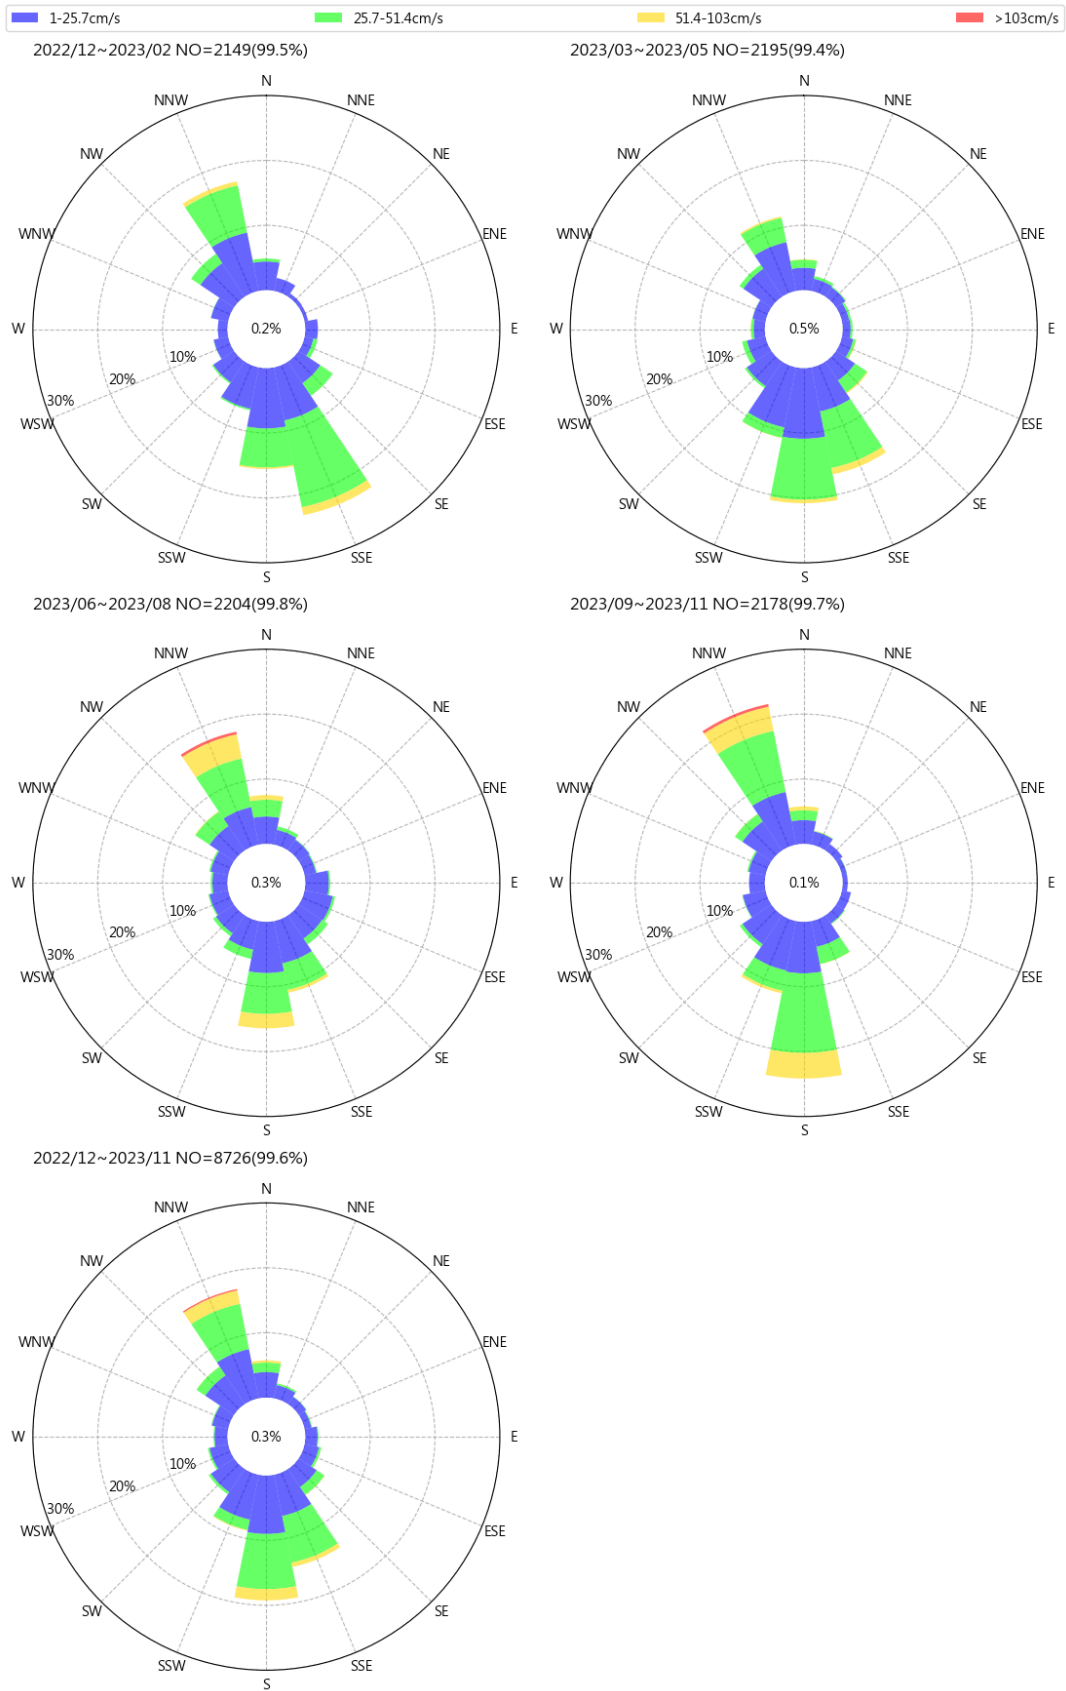 1-25.7cm/s 25.7-51.4cm/s 51.4-103cm/s >103cm/s
2022/12~2023/02 NO=2149(99.5%)
N
NNW NNE
NW NE
WNW ENE
W 0.2% E
10%
20%
30%
WSW ESE
SW SE
SSW SSE
S
2023/03~2023/05 NO=2195(99.4%)
N
NNW NNE
NW NE
WNW ENE
W 0.5% E
10%
20%
30%
WSW ESE
SW SE
SSW SSE
S
2023/06~2023/08 NO=2204(99.8%)
N
NNW NNE
NW NE
WNW ENE
W 0.3% E
10%
20%
30%
WSW ESE
SW SE
SSW SSE
S
2023/09~2023/11 NO=2178(99.7%)
N
NNW NNE
NW NE
WNW ENE
W 0.1% E
10%
20%
30%
WSW ESE
SW SE
SSW SSE
S
2022/12~2023/11 NO=8726(99.6%)
N
NNW NNE
NW NE
WNW ENE
W 0.3% E
10%
20%
30%
WSW ESE
SW SE
SSW SSE
S